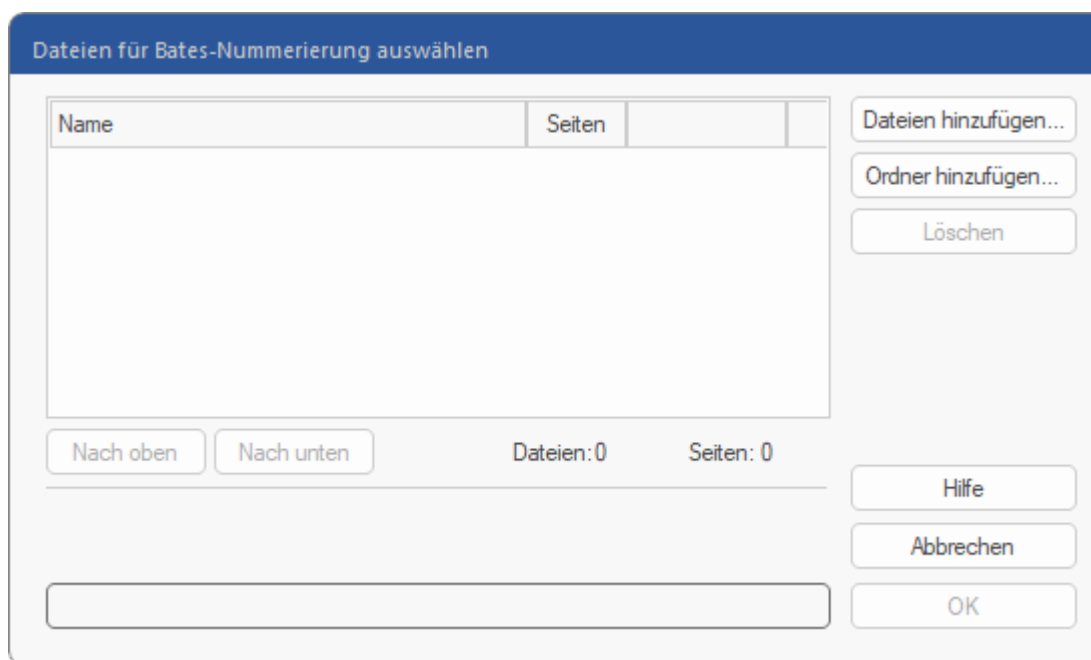 Dateien für Bates-Nummerierung auswählen
Name Seiten
Dateien hinzufügen...
Ordner hinzufügen...
Löschen
Nach oben Nach unten Dateien: 0 Seiten: 0
Hilfe
Abbrechen
OK